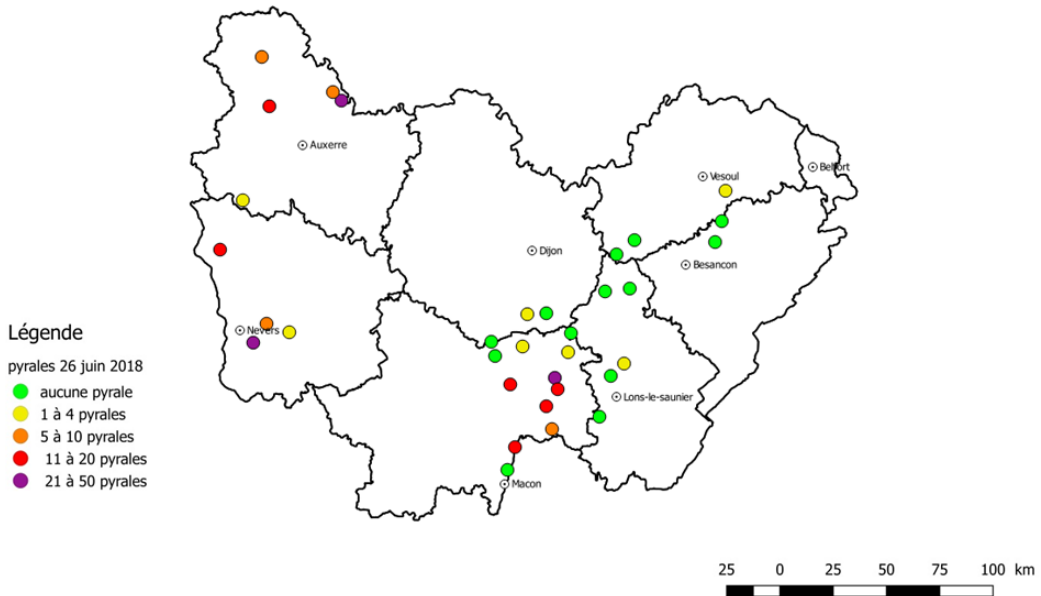 Auxerre
Vesoul
Belfort
Dijon
Besancon
Nevers
Légende
pyrales 26 juin 2018
aucune pyrale
1 à 4 pyrales
5 à 10 pyrales
11 à 20 pyrales
21 à 50 pyrales
Lons-le-saunier
Macon
25 0 25 50 75 100 km